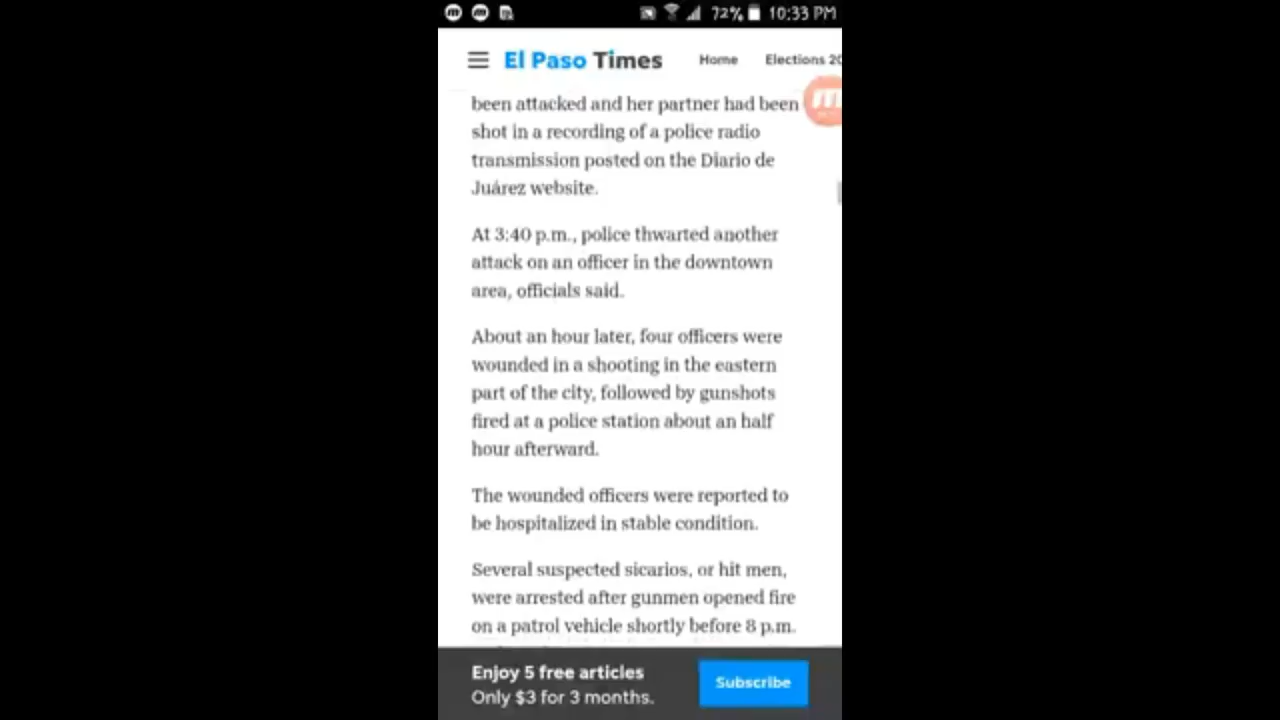 72% 10:33 PM
El Paso Times Home Elections 20
been attacked and her partner had been
shot in a recording of a police radio
transmission posted on the Diario de
Juárez website.
At 3:40 p.m., police thwarted another
attack on an officer in the downtown
area, officials said.
About an hour later, four officers were
wounded in a shooting in the eastern
part of the city, followed by gunshots
fired at a police station about an half
hour afterward.
The wounded officers were reported to
be hospitalized in stable condition.
Several suspected sicarios, or hit men,
were arrested after gunmen opened fire
on a patrol vehicle shortly before 8 p.m.
Enjoy 5 free articles
Only $3 for 3 months.
Subscribe